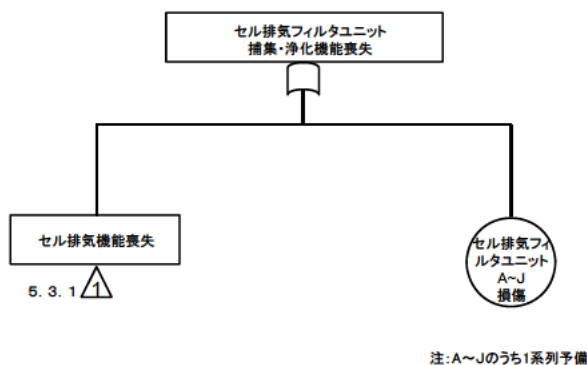 セル排気フィルタユニット
捕集・浄化機能喪失
セル排気機能喪失
5．3．1
1
セル排気フィ
ルタユニット
A～J
損傷
注：A～Jのうち1系列予備